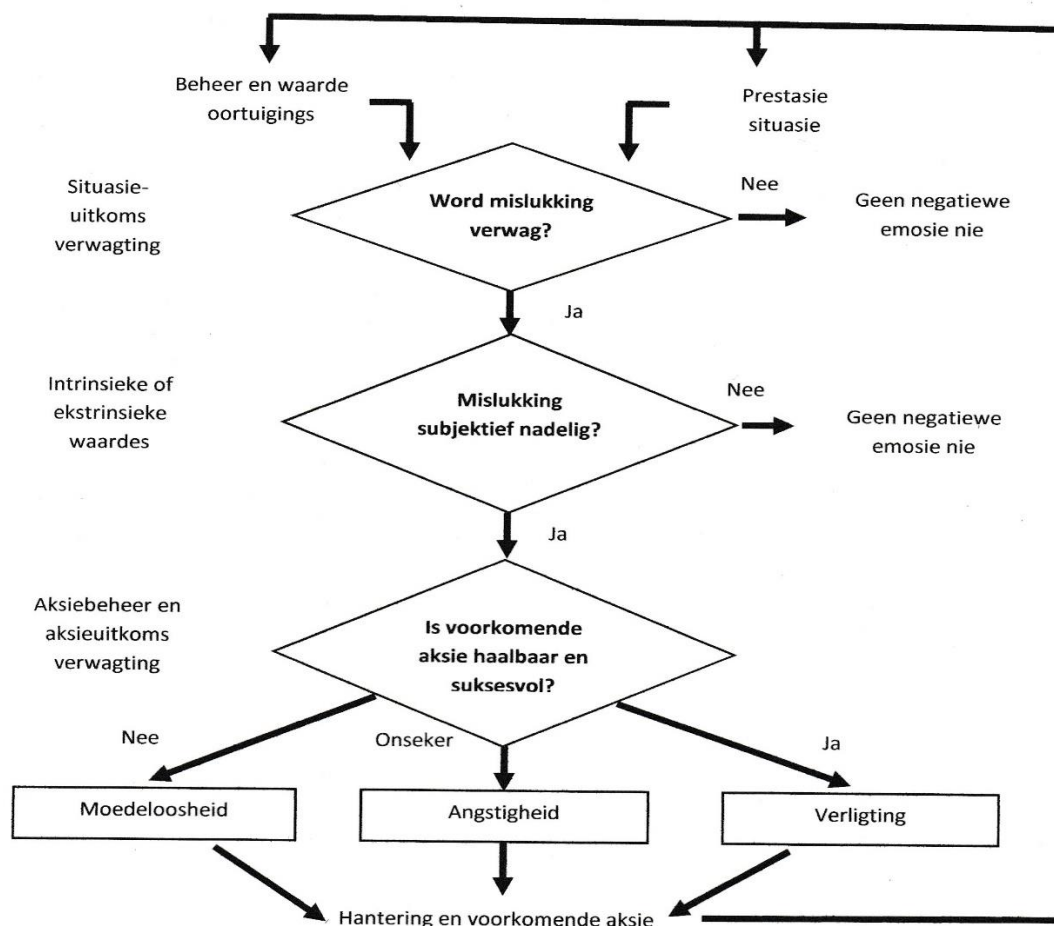 Beheer en waarde
oortuigings
Prestasie
situasie
Situasie-
uitkoms
verwagting
Word mislukking
verwag?
Nee
Geen negatiewe
emosie nie
Ja
Intrinsieke of
ekstrinsieke
waardes
Mislukking
subjektief nadelig?
Nee
Geen negatiewe
emosie nie
Ja
Aksiebeheer en
aksieuitkoms
verwagting
Is voorkomende
aksie haalbaar en
suksesvol?
Nee
Onseker
Ja
Moedeloosheid
Angstigheid
Verligting
Hantering en voorkomende aksie